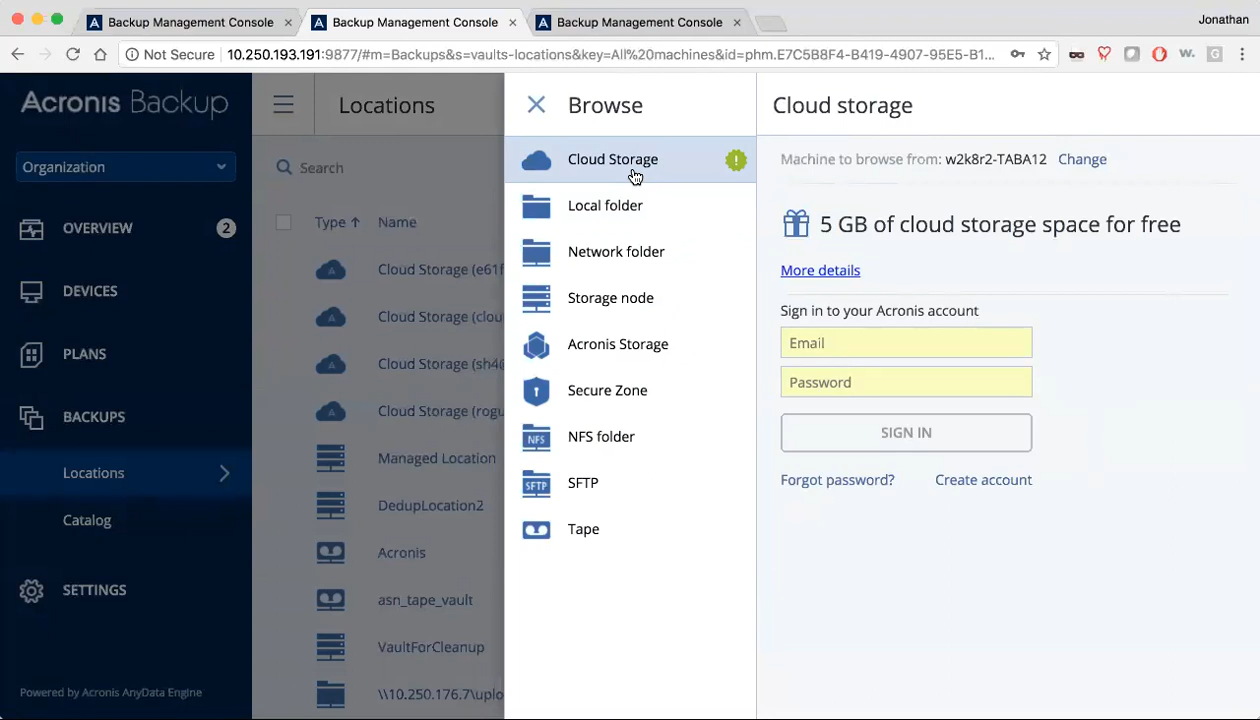 Backup Management Console
Backup Management Console
Backup Management Console
Jonathan
Not Secure 10.250.193.191:9877/#m=Backups&s=vaults-locations&key=All%20machines&id=phm.E7C5B8F4-B419-4907-95E5-B1...
Acronis Backup
Organization
OVERVIEW 2
DEVICES
PLANS
BACKUPS
Locations
Catalog
SETTINGS
Powered by Acronis AnyData Engine
Locations
Search
Type Name
Cloud Storage (e61f
Cloud Storage (clou
Cloud Storage (sh4@
Cloud Storage (rogu
Managed Location
DedupLocation2
Acronis
asn_tape_vault
VaultForCleanup
\\10.250.176.7\uplo
Browse
Cloud Storage
Local folder
Network folder
Storage node
Acronis Storage
Secure Zone
NFS NFS folder
SFTP SFTP
Tape
Cloud storage
Machine to browse from: w2k8r2-TABA12 Change
5 GB of cloud storage space for free
More details
Sign in to your Acronis account
Email
Password
SIGN IN
Forgot password? Create account